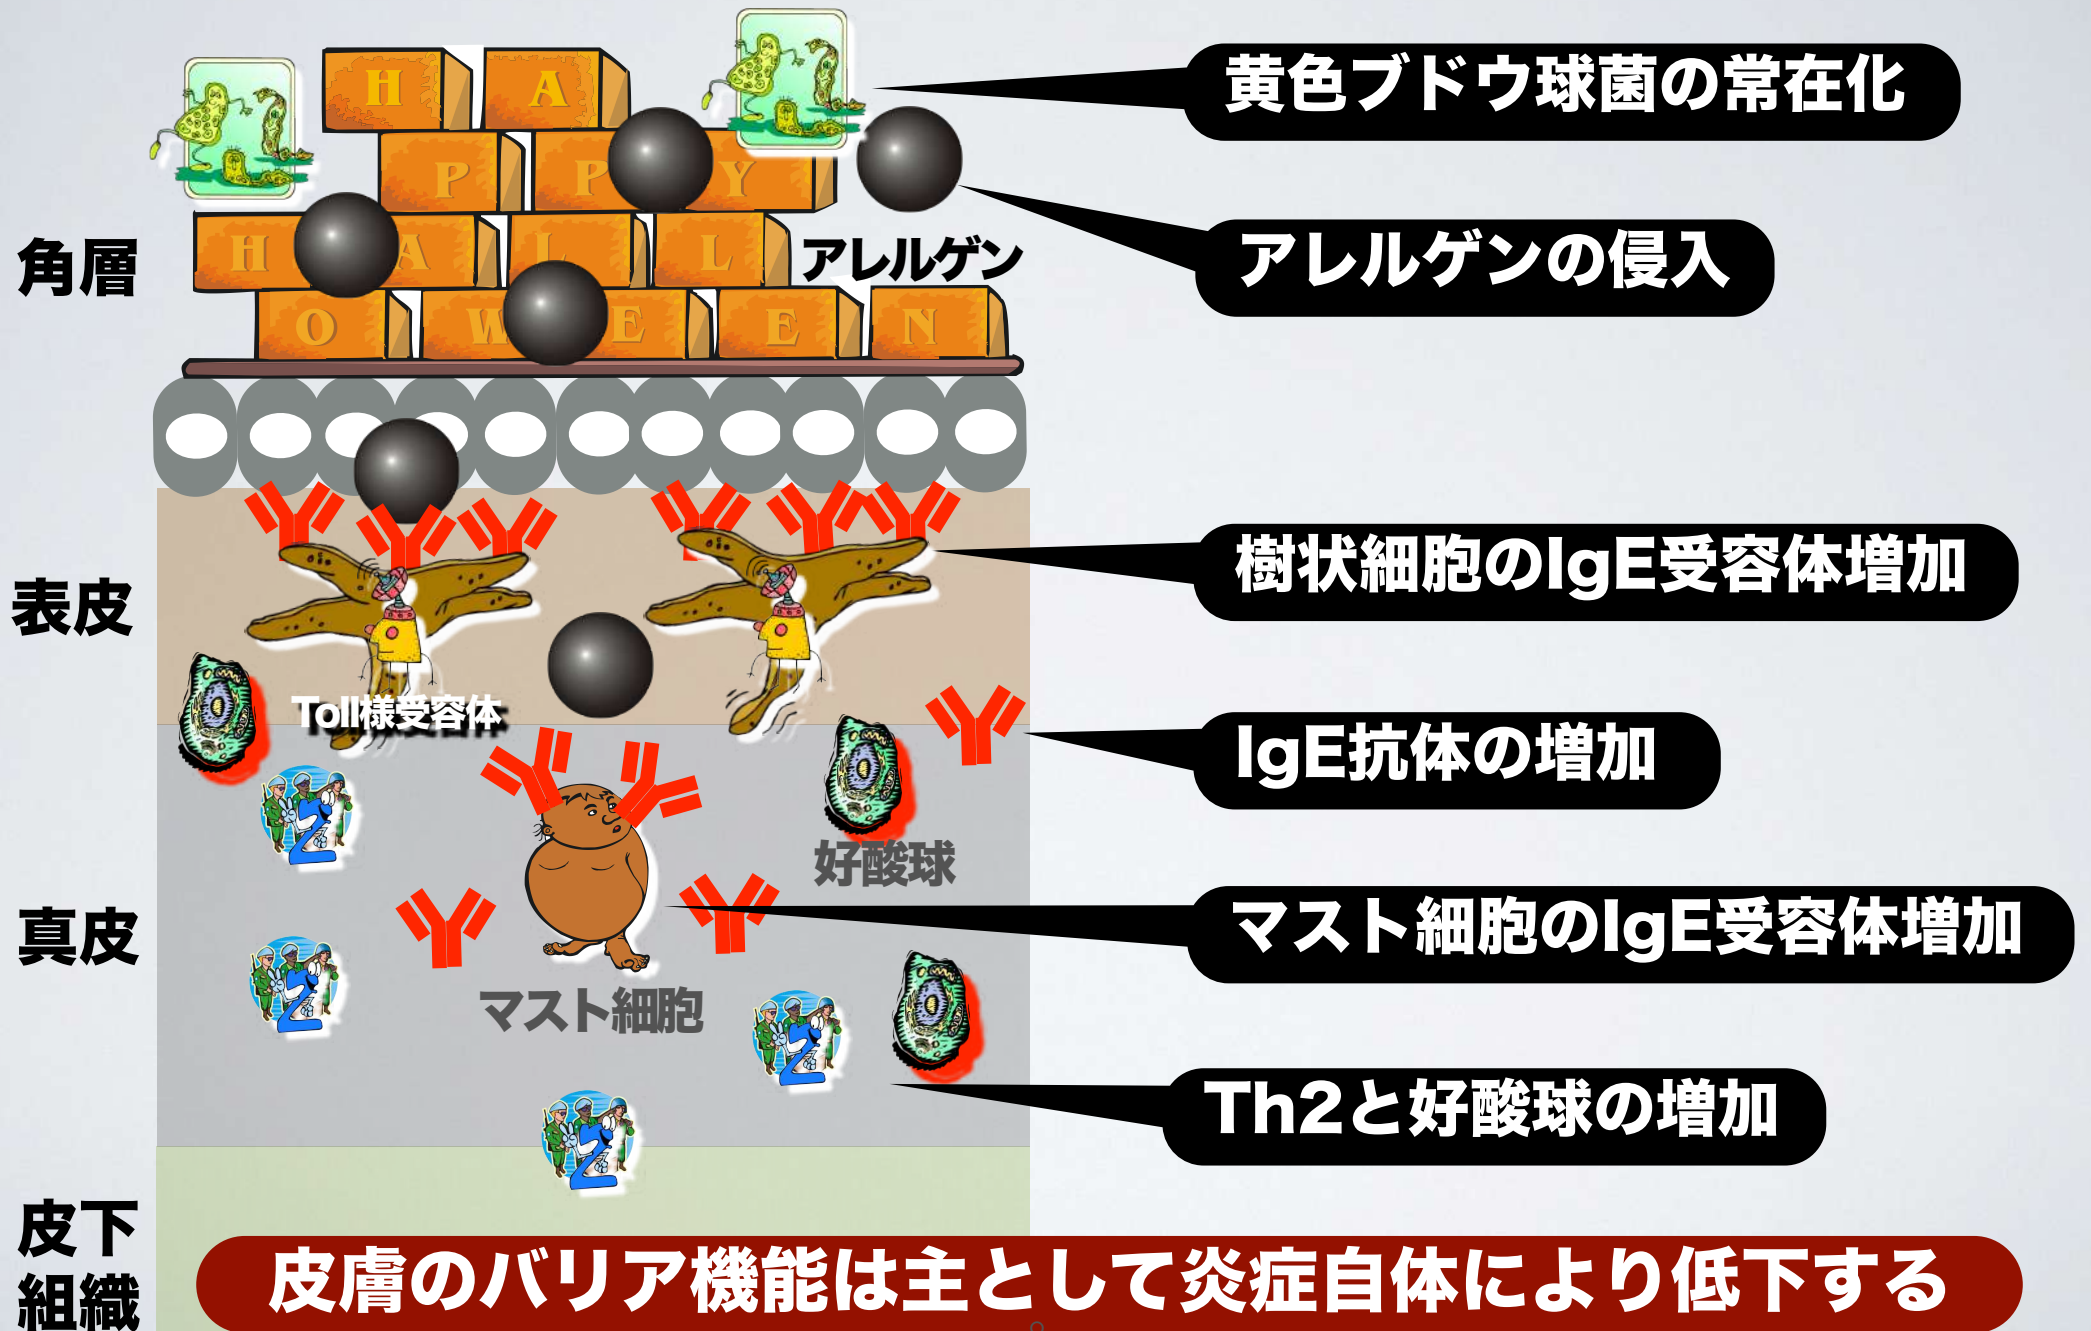 黄色ブドウ球菌の常在化
H A
P P Y
アレルゲンの侵入
角層
H A L L
アレルゲン
O W E E N
樹状細胞のIgE受容体増加
表皮
Toll様受容体
IgE抗体の増加
好酸球
マスト細胞のIgE受容体増加
真皮
マスト細胞
2
2
2
2
Th2と好酸球の増加
皮下
組織
皮膚のバリア機能は主として炎症自体により低下する